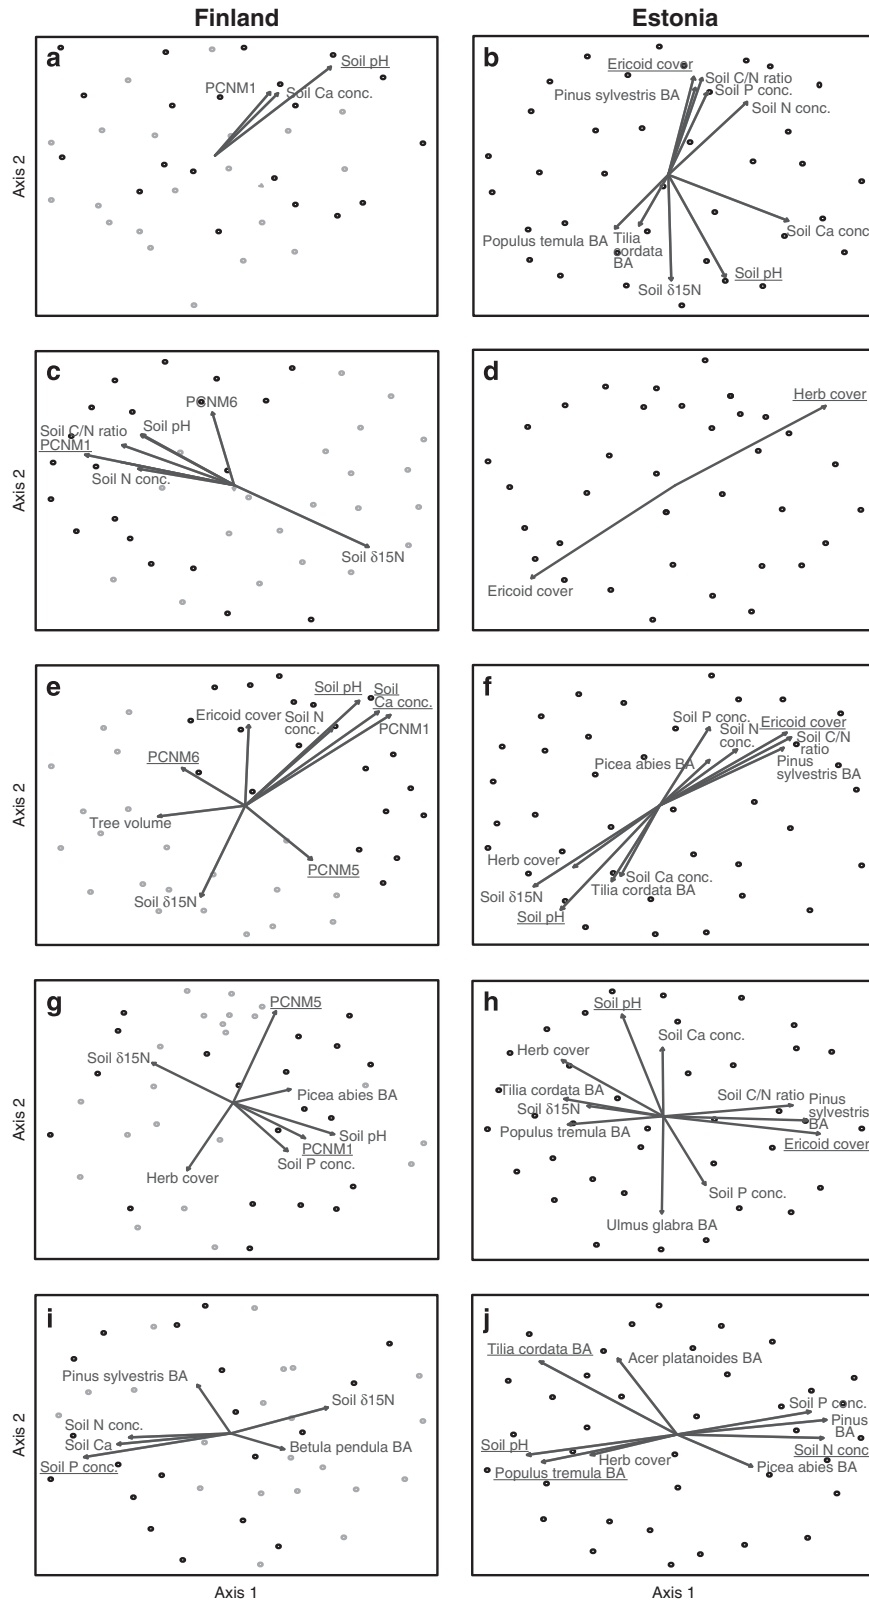 Finland
Estonia
a
Soil pH
PCNM1
Soil Ca conc.
Axis 2
b
Ericoid cover
Soil C/N ratio
Pinus sylvestris BA
Soil P conc.
Soil N conc.
Soil Ca conc
Populus temula BA
Tilia
cordata
BA
Soil pH
Soil δ15N
c
PCNM6
Soil pH
Soil C/N ratio
PCNM1
Soil N conc.
Soil δ15N
Axis 2
d
Herb cover
Ericoid cover
e
Soil pH
Soil
Ca conc.
Ericoid cover
Soil N
conc.
PCNM1
PCNM6
Tree volume
PCNM5
Soil δ15N
Axis 2
f
Soil P conc.
Ericoid cover
Soil N
conc.
Soil C/N
ratio
Picea abies BA
Pinus
sylvestris BA
Herb cover
Soil Ca conc.
Soil δ15N
Tilia cordata BA
Soil pH
g
PCNM5
Soil δ15N
Picea abies BA
Soil pH
PCNM1
Soil P conc.
Herb cover
Axis 2
h
Soil pH
Soil Ca conc.
Herb cover
Tilia cordata BA
Soil C/N ratio
Pinus
sylvestris
BA
Soil δ15N
Populus tremula BA
Ericoid cover
Soil P conc.
Ulmus glabra BA
i
Pinus sylvestris BA
Soil δ15N
Soil N conc.
Soil Ca
Betula pendula BA
Soil P conc.
Axis 2
Axis 1
j
Tilia cordata BA
Acer platanoides BA
Soil P conc.
Pinus
BA
Soil pH
Soil N conc
Herb cover
Populus tremula BA
Picea abies BA
Axis 1